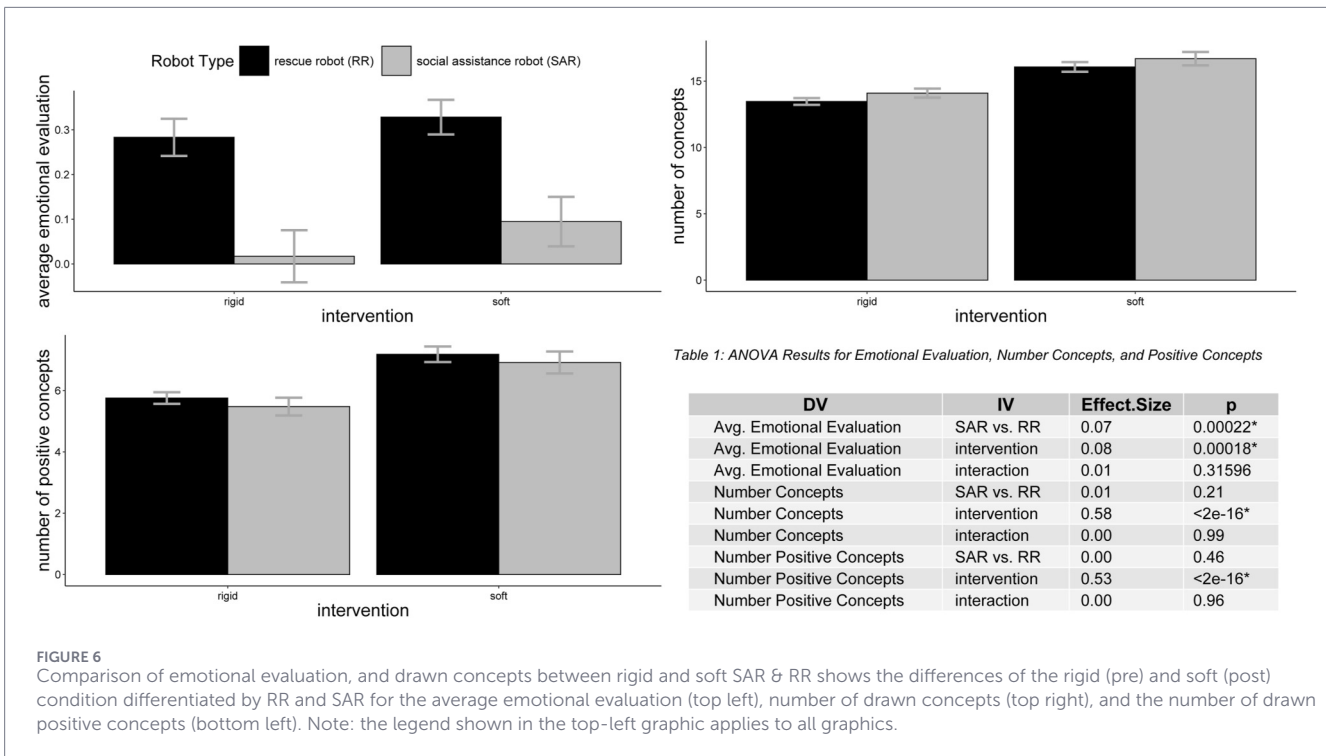 Robot Type rescue robot (RR) social assistance robot (SAR)
average emotional evaluation
0.3
0.2
0.1
0.0
rigid soft
intervention
number of concepts
15
10
5
0
rigid soft
intervention
number of positive concepts
6
4
2
0
rigid soft
intervention
Table 1: ANOVA Results for Emotional Evaluation, Number Concepts, and Positive Concepts
DV IV Effect.Size p
Avg. Emotional Evaluation SAR vs. RR 0.07 0.00022*
Avg. Emotional Evaluation intervention 0.08 0.00018*
Avg. Emotional Evaluation interaction 0.01 0.31596
Number Concepts SAR vs. RR 0.01 0.21
Number Concepts intervention 0.58 <2e-16*
Number Concepts interaction 0.00 0.99
Number Positive Concepts SAR vs. RR 0.00 0.46
Number Positive Concepts intervention 0.53 <2e-16*
Number Positive Concepts interaction 0.00 0.96
FIGURE 6
Comparison of emotional evaluation, and drawn concepts between rigid and soft SAR & RR shows the differences of the rigid (pre) and soft (post)
condition differentiated by RR and SAR for the average emotional evaluation (top left), number of drawn concepts (top right), and the number of drawn
positive concepts (bottom left). Note: the legend shown in the top-left graphic applies to all graphics.